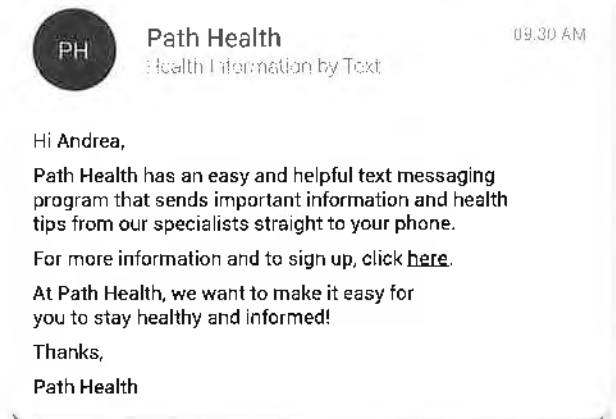 PH
Path Health
09:30 AM
Health Information by Text
Hi Andrea,
Path Health has an easy and helpful text messaging
program that sends important information and health
tips from our specialists straight to your phone.
For more information and to sign up, click here.
At Path Health, we want to make it easy for
you to stay healthy and informed!
Thanks,
Path Health